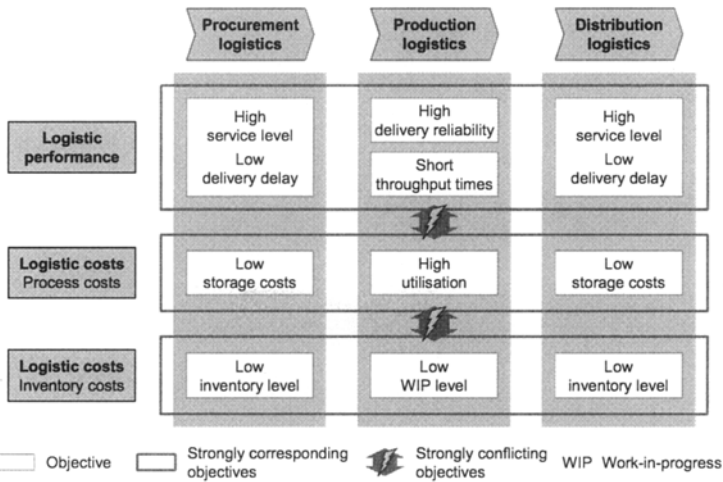 Procurement
logistics
Production
logistics
Distribution
logistics
Logistic
performance
High
service level
Low
delivery delay
High
delivery reliability
Short
throughput times
High
service level
Low
delivery delay
Logistic costs
Process costs
Low
storage costs
High
utilisation
Low
storage costs
Logistic costs
Inventory costs
Low
inventory level
Low
WIP level
Low
inventory level
Objective
Strongly corresponding
objectives
Strongly conflicting
objectives
WIP Work-in-progress